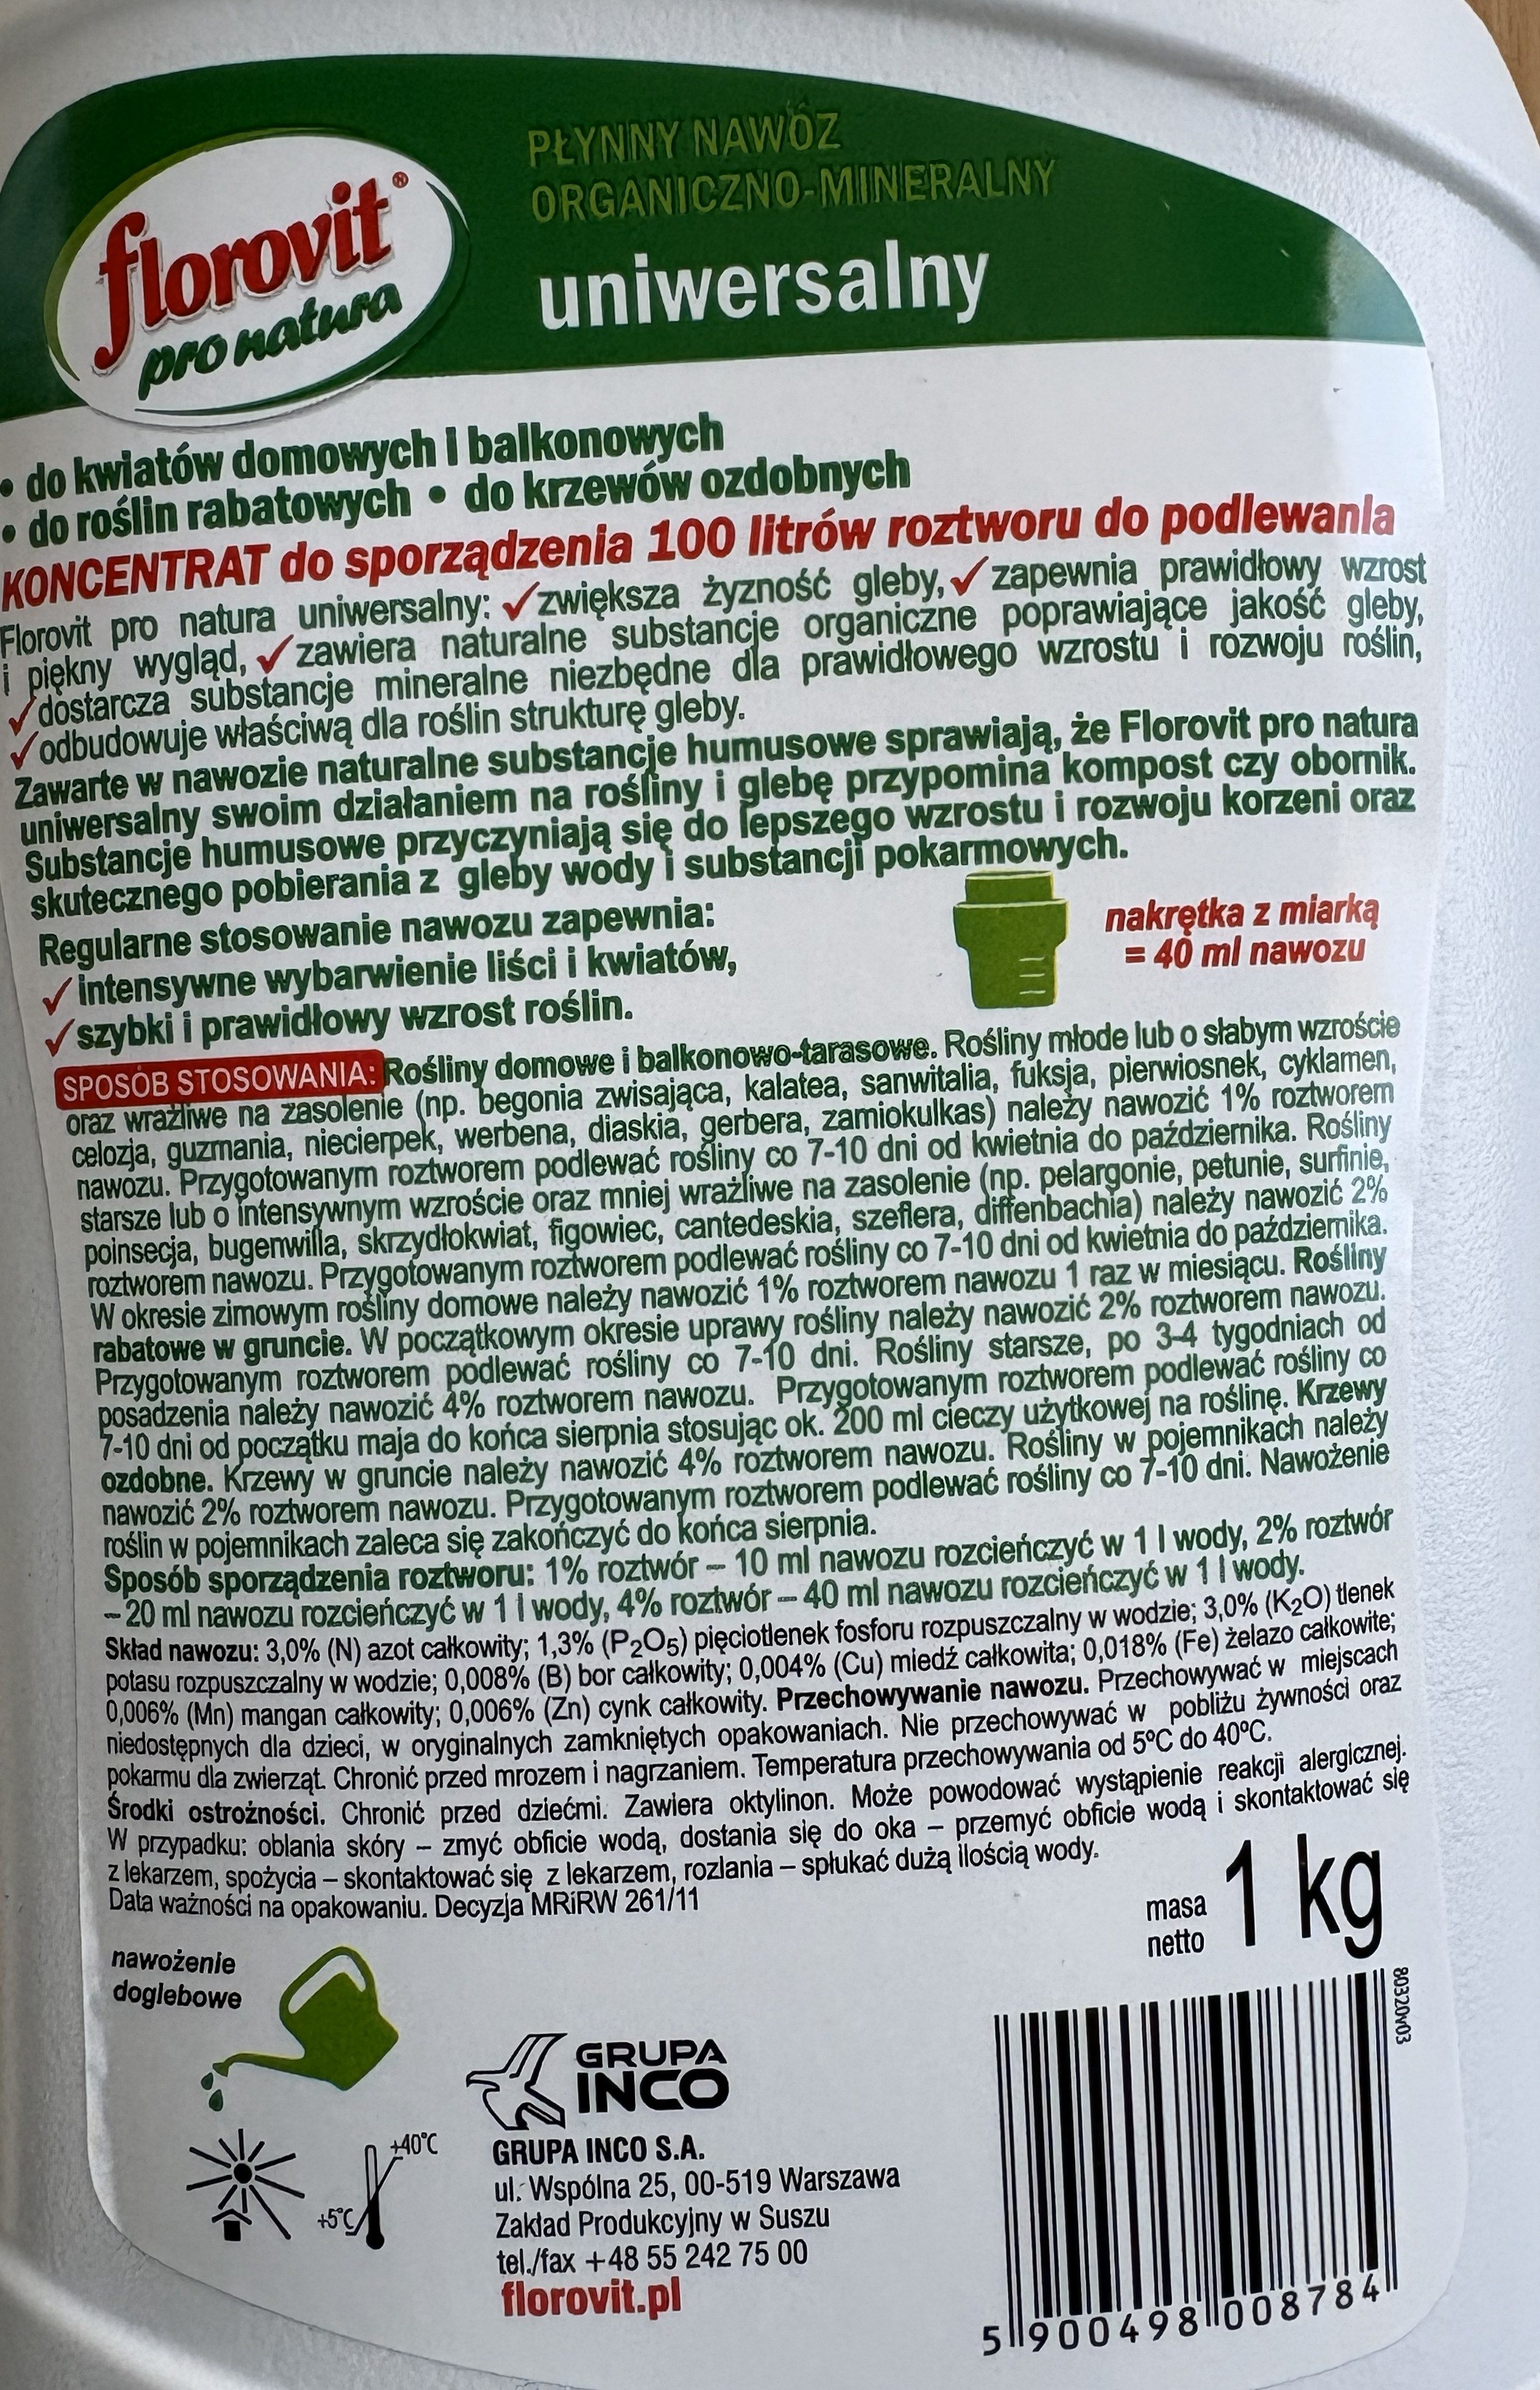 florovit®
pro natura
PŁYNNY NAWÓZ
ORGANICZNO-MINERALNY
uniwersalny
• do kwiatów domowych i balkonowych
• do roślin rabatowych • do krzewów ozdobnych
KONCENTRAT do sporządzenia 100 litrów roztworu do podlewania
Florovit pro natura uniwersalny: ✓zwiększa żyzność gleby, ✓zapewnia prawidłowy wzrost
i piękny wygląd, ✓zawiera naturalne substancje organiczne poprawiające jakość gleby,
✓dostarcza substancje mineralne niezbędne dla prawidłowego wzrostu i rozwoju roślin,
✓odbudowuje właściwą dla roślin strukturę gleby.
Zawarte w nawozie naturalne substancje humusowe sprawiają, że Florovit pro natura
uniwersalny swoim działaniem na rośliny i glebę przypomina kompost czy obornik.
Substancje humusowe przyczyniają się do lepszego wzrostu i rozwoju korzeni oraz
skutecznego pobierania z gleby wody i substancji pokarmowych.
Regularne stosowanie nawozu zapewnia:
✓intensywne wybarwienie liści i kwiatów,
✓szybki i prawidłowy wzrost roślin.
nakrętka z miarką
= 40 ml nawozu
SPOSÓB STOSOWANIA: Rośliny domowe i balkonowo-tarasowe. Rośliny młode lub o słabym wzroście
oraz wrażliwe na zasolenie (np. begonia zwisająca, kalatea, sanwitalia, fuksja, pierwiosnek, cyklamen,
celozja, guzmania, niecierpek, werbena, diaskia, gerbera, zamiokulkas) należy nawozić 1% roztworem
nawozu. Przygotowanym roztworem podlewać rośliny co 7-10 dni od kwietnia do października. Rośliny
starsze lub o intensywnym wzroście oraz mniej wrażliwe na zasolenie (np. pelargonie, petunie, surfinie,
poinsecja, bugenwilla, skrzydłokwiat, figowiec, cantedeskia, szeflera, diffenbachia) należy nawozić 2%
roztworem nawozu. Przygotowanym roztworem podlewać rośliny co 7-10 dni od kwietnia do października.
W okresie zimowym rośliny domowe należy nawozić 1% roztworem nawozu 1 raz w miesiącu. Rośliny
rabatowe w gruncie. W początkowym okresie uprawy rośliny należy nawozić 2% roztworem nawozu.
Przygotowanym roztworem podlewać rośliny co 7-10 dni. Rośliny starsze, po 3-4 tygodniach od
posadzenia należy nawozić 4% roztworem nawozu. Przygotowanym roztworem podlewać rośliny co
7-10 dni od początku maja do końca sierpnia stosując ok. 200 ml cieczy użytkowej na roślinę. Krzewy
ozdobne. Krzewy w gruncie należy nawozić 4% roztworem nawozu. Rośliny w pojemnikach należy
nawozić 2% roztworem nawozu. Przygotowanym roztworem podlewać rośliny co 7-10 dni. Nawożenie
roślin w pojemnikach zaleca się zakończyć do końca sierpnia.
Sposób sporządzenia roztworu: 1% roztwór – 10 ml nawozu rozcieńczyć w 1 l wody, 2% roztwór
– 20 ml nawozu rozcieńczyć w 1 l wody, 4% roztwór – 40 ml nawozu rozcieńczyć w 1 l wody.
Skład nawozu: 3,0% (N) azot całkowity; 1,3% (P2O5) pięciotlenek fosforu rozpuszczalny w wodzie; 3,0% (K2O) tlenek
potasu rozpuszczalny w wodzie; 0,008% (B) bor całkowity; 0,004% (Cu) miedź całkowita; 0,018% (Fe) żelazo całkowite;
0,006% (Mn) mangan całkowity; 0,006% (Zn) cynk całkowity. Przechowywanie nawozu. Przechowywać w miejscach
niedostępnych dla dzieci, w oryginalnych zamkniętych opakowaniach. Nie przechowywać w pobliżu żywności oraz
pokarmu dla zwierząt. Chronić przed mrozem i nagrzaniem. Temperatura przechowywania od 5°C do 40°C.
Środki ostrożności. Chronić przed dziećmi. Zawiera oktylinon. Może powodować wystąpienie reakcji alergicznej.
W przypadku: oblania skóry – zmyć obficie wodą, dostania się do oka – przemyć obficie wodą i skontaktować się
z lekarzem, spożycia – skontaktować się z lekarzem, rozlania – spłukać dużą ilością wody.
Data ważności na opakowaniu. Decyzja MRiRW 261/11
masa
netto
1 kg
nawożenie
doglebowe
+40°C
+5°C
GRUPA
INCO
GRUPA INCO S.A.
ul. Wspólna 25, 00-519 Warszawa
Zakład Produkcyjny w Suszu
tel./fax +48 55 242 75 00
florovit.pl
80320v03
5 900498 008784